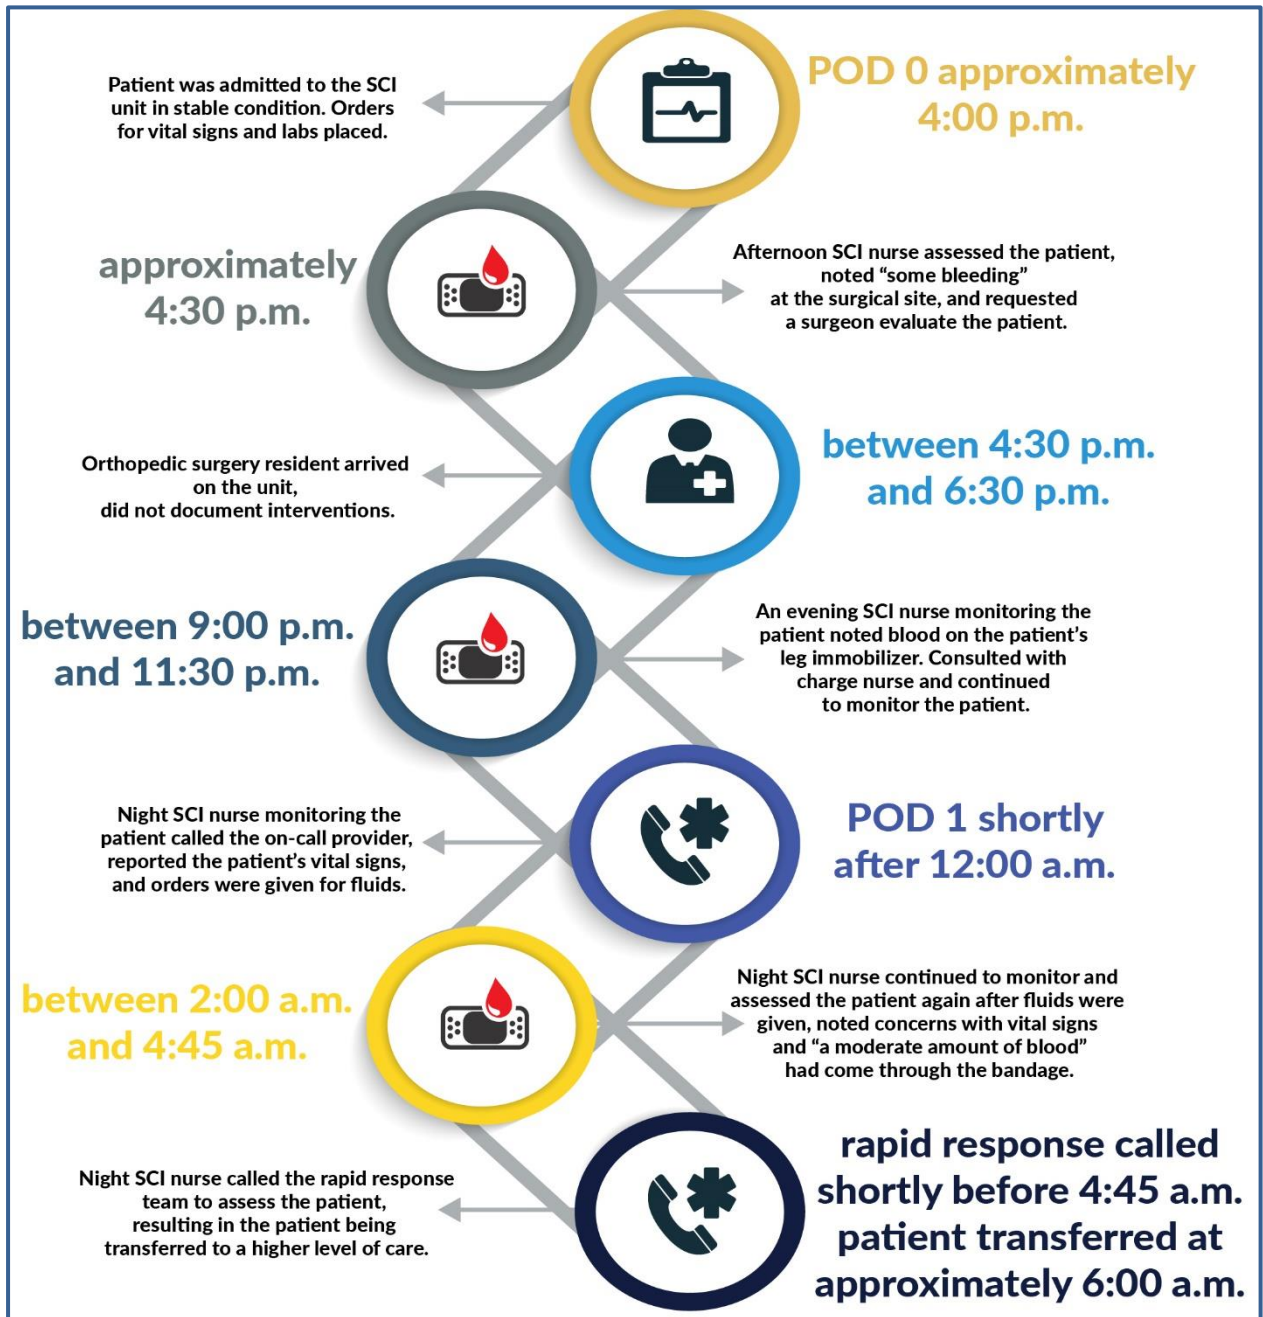 POD 0 approximately
4:00 p.m.
Patient was admitted to the SCI
unit in stable condition. Orders
for vital signs and labs placed.
approximately
4:30 p.m.
Afternoon SCI nurse assessed the patient,
noted “some bleeding”
at the surgical site, and requested
a surgeon evaluate the patient.
between 4:30 p.m.
and 6:30 p.m.
Orthopedic surgery resident arrived
on the unit,
did not document interventions.
between 9:00 p.m.
and 11:30 p.m.
An evening SCI nurse monitoring the
patient noted blood on the patient’s
leg immobilizer. Consulted with
charge nurse and continued
to monitor the patient.
POD 1 shortly
after 12:00 a.m.
Night SCI nurse monitoring the
patient called the on-call provider,
reported the patient’s vital signs,
and orders were given for fluids.
between 2:00 a.m.
and 4:45 a.m.
Night SCI nurse continued to monitor and
assessed the patient again after fluids were
given, noted concerns with vital signs
and “a moderate amount of blood”
had come through the bandage.
rapid response called
shortly before 4:45 a.m.
patient transferred at
approximately 6:00 a.m.
Night SCI nurse called the rapid response
team to assess the patient,
resulting in the patient being
transferred to a higher level of care.